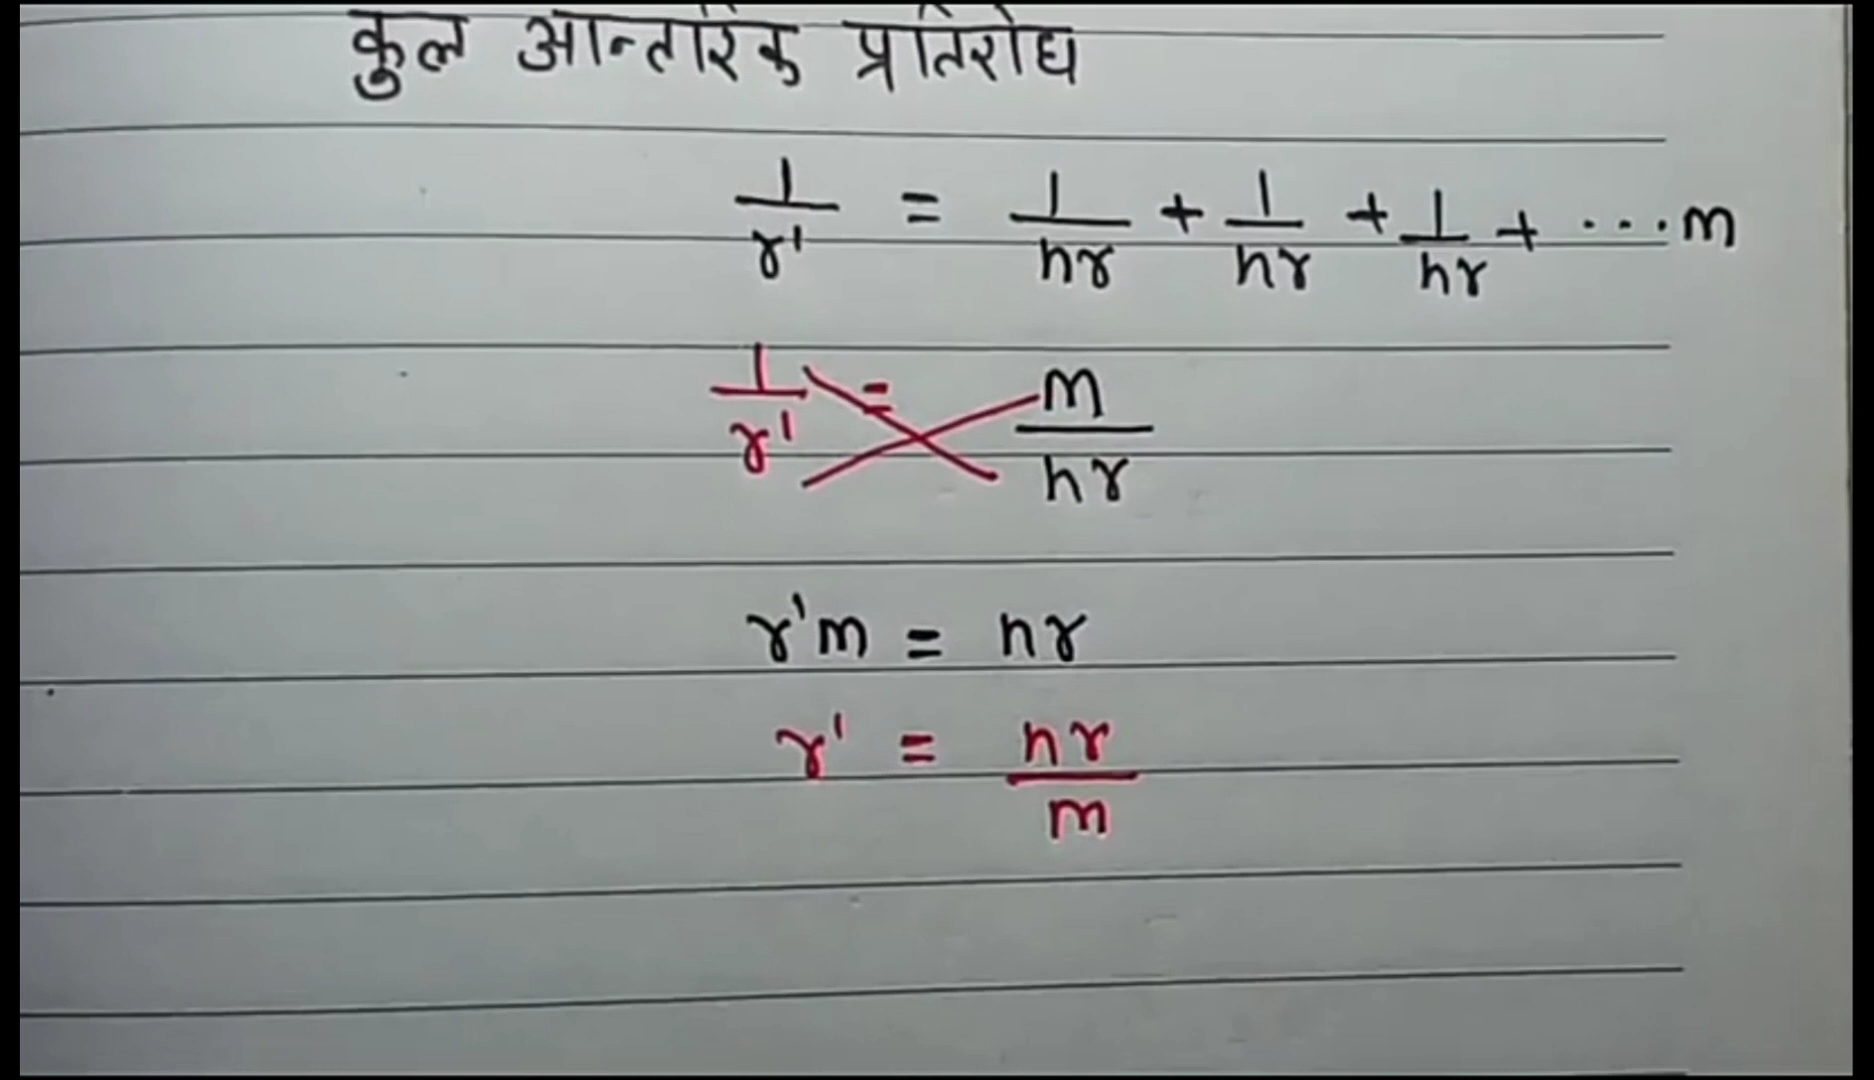 कुल आन्तरिक प्रतिरोध
1/r' = 1/nr + 1/nr + 1/nr + ...m
1/r' = m/nr
r'm = nr
r' = nr/m